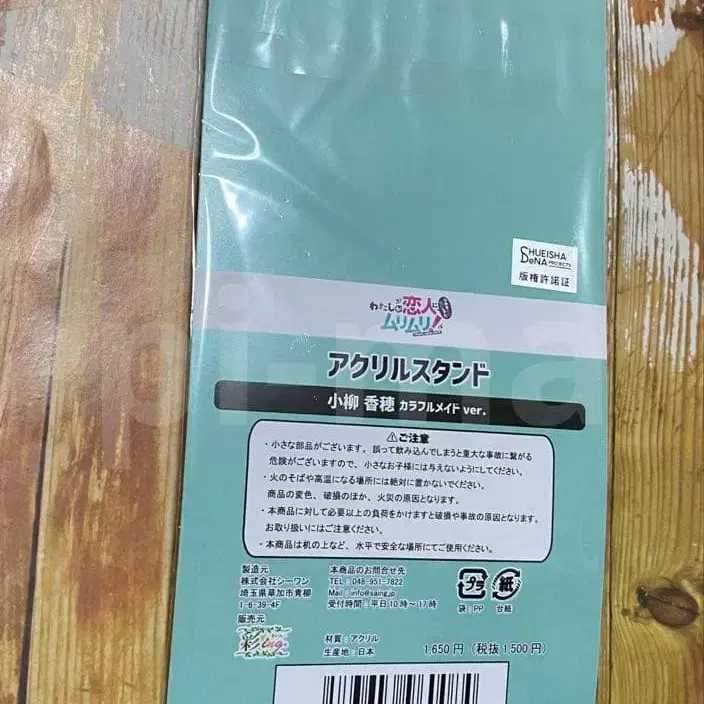 SHUEISHA
DeNA PROJECTS
版権許諾証
わたしが恋人に
ムリムリ!
アクリルスタンド
小柳 香穂 カラフルメイド ver.
⚠ご注意
・小さな部品がございます。誤って飲み込んでしまうと重大な事故に繋がる
危険がございますので、小さなお子様には与えないようにしてください。
・火のそばや高温になる場所には絶対に置かないでください。
商品の変色、破損のほか、火災の原因となります。
・本商品に対して必要以上の負荷をかけますと破損や事故の原因となります。
お取り扱いにはご注意ください。
・本商品は机の上など、水平で安全な場所にてご使用ください。
製造元
株式会社シーワン
埼玉県草加市青柳
1-6-39-4F
販売元
彩ing
本商品のお問合せ先
TEL : 048-951-7822
Mail : info@saing.jp
受付時間 : 平日10時〜17時
材質 : アクリル
生産地 : 日本
プラ 紙
袋:PP 台紙
1,650円 (税抜1,500円)
pi-ma